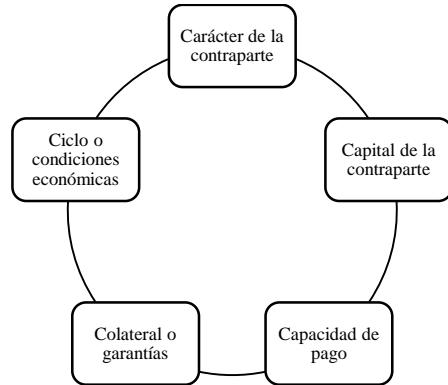 Carácter de la
contraparte
Capital de la
contraparte
Capacidad de
pago
Colateral o
garantías
Ciclo o
condiciones
económicas